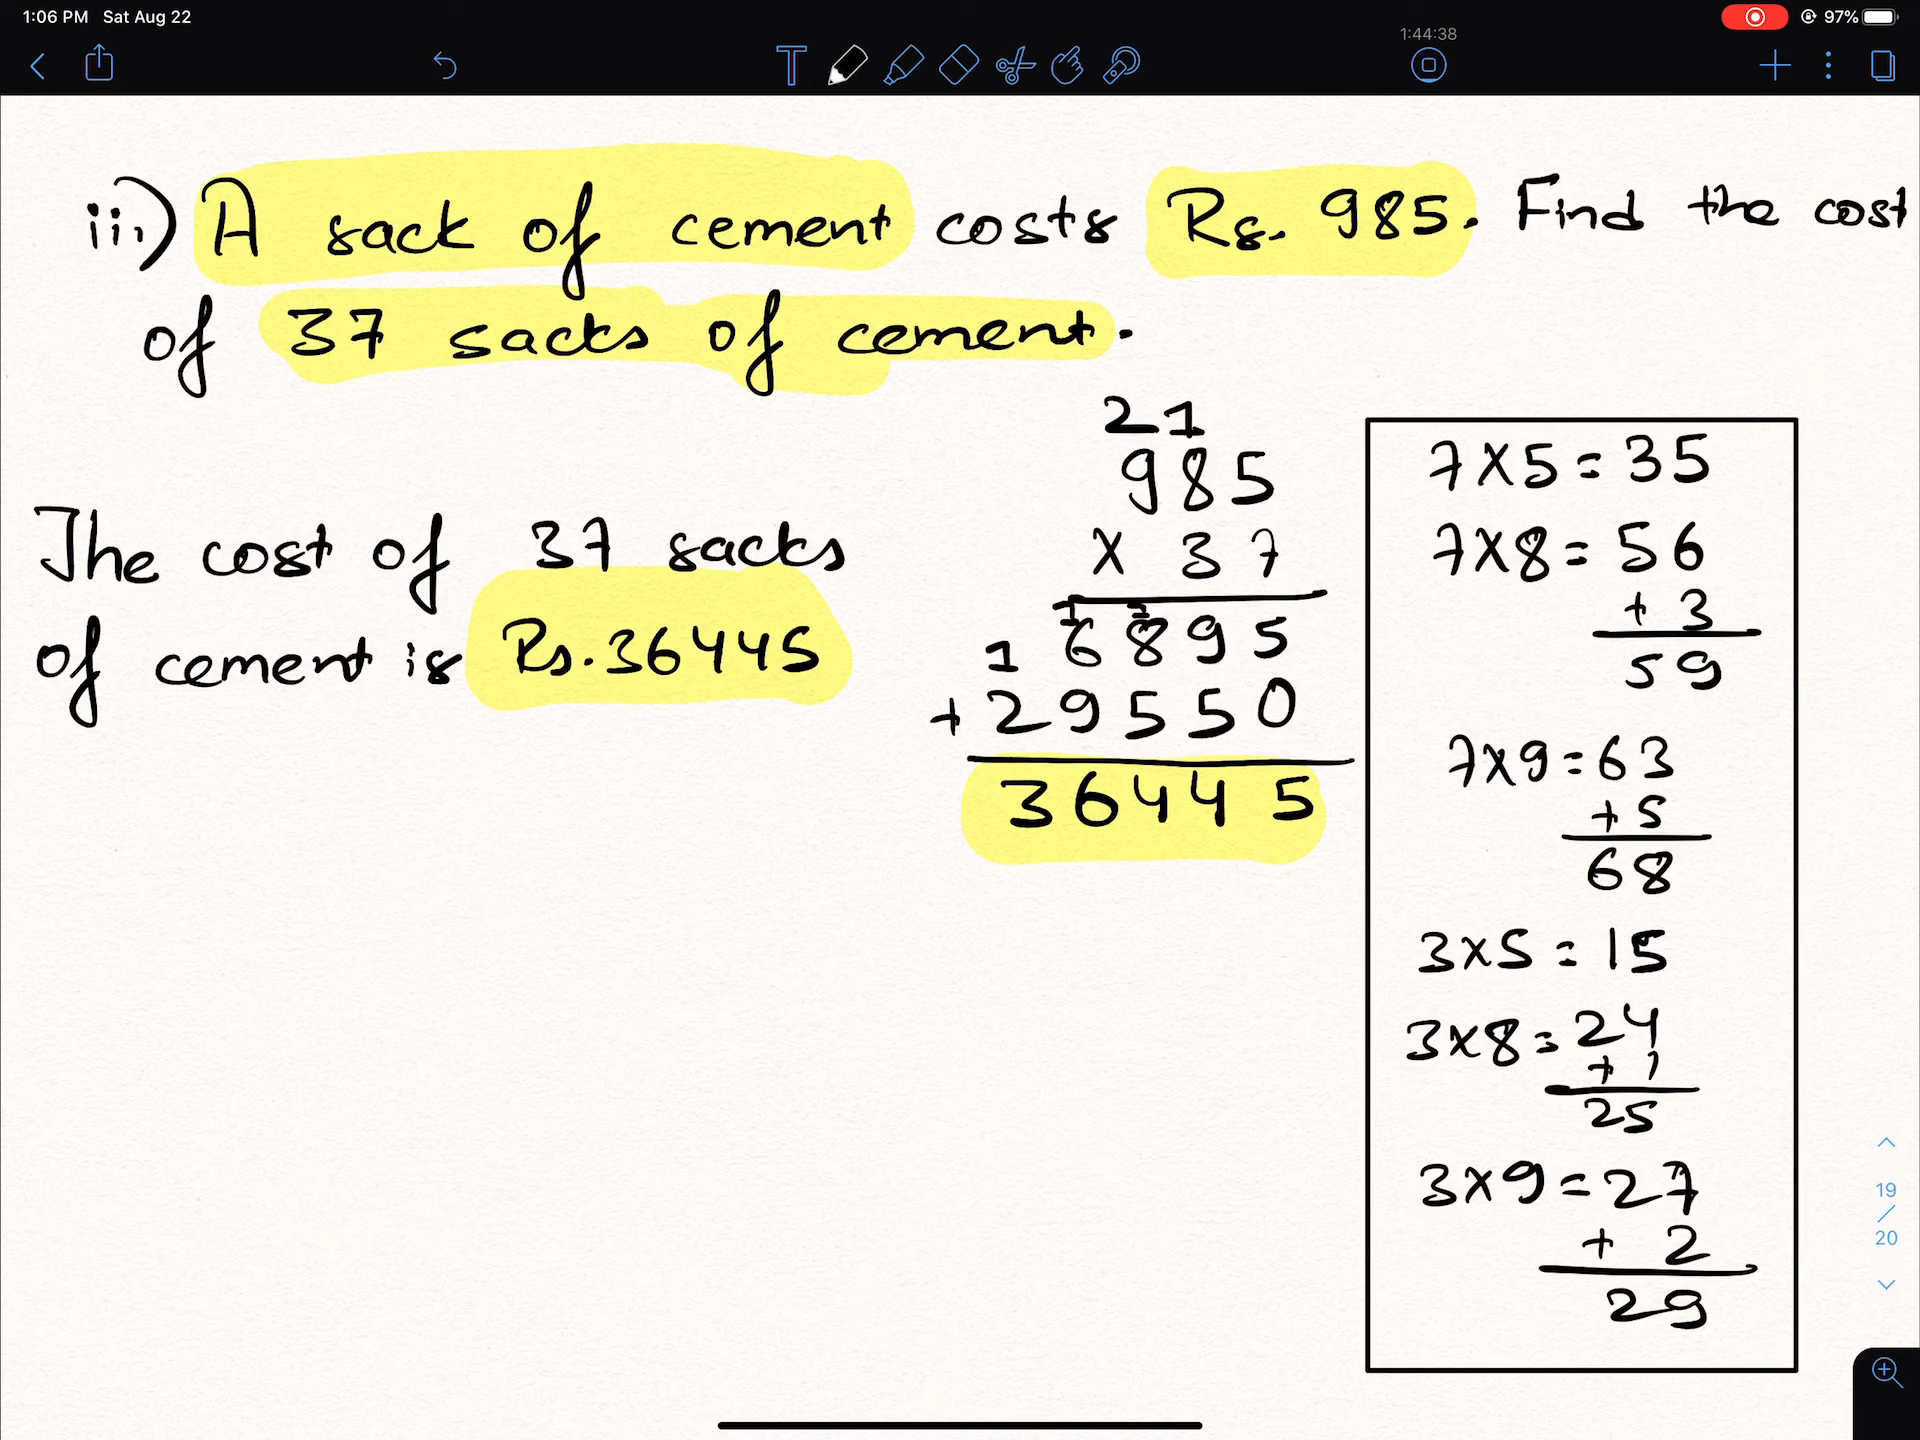 1:06 PM Sat Aug 22
97%
1:44:38
ii) A sack of cement costs Rs. 985. Find the cost
of 37 sacks of cement.
The cost of 37 sacks
of cement is Rs.36445
21
985
X 37
1 1
1 6895
+29550
36445
7X5=35
7X8=56
+3
59
7x9=63
+5
68
3x5=15
3x8=24
+1
25
3x9=27
+2
29
19
/
20